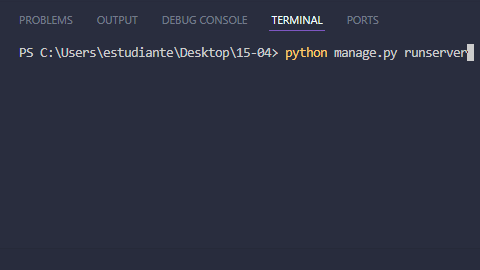 PROBLEMS OUTPUT DEBUG CONSOLE TERMINAL PORTS
PS C:\Users\estudiante\Desktop\15-04> python manage.py runserver